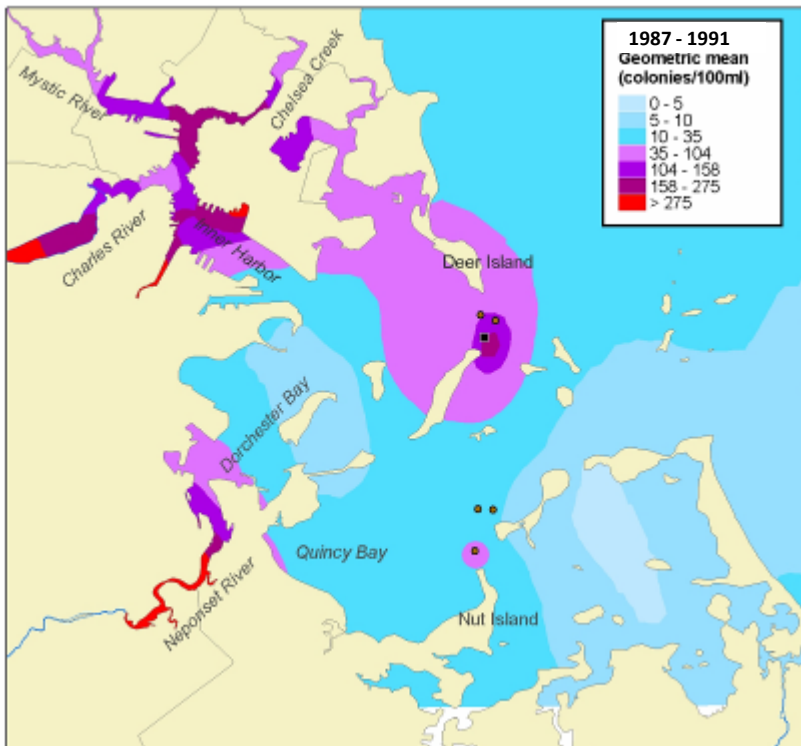 1987 - 1991
Geometric mean
(colonies/100ml)
0 - 5
5 - 10
10 - 35
35 - 104
104 - 158
158 - 275
> 275
Mystic River
Chelsea Creek
Charles River
Inner Harbor
Deer Island
Dorchester Bay
Quincy Bay
Neponset River
Nut Island